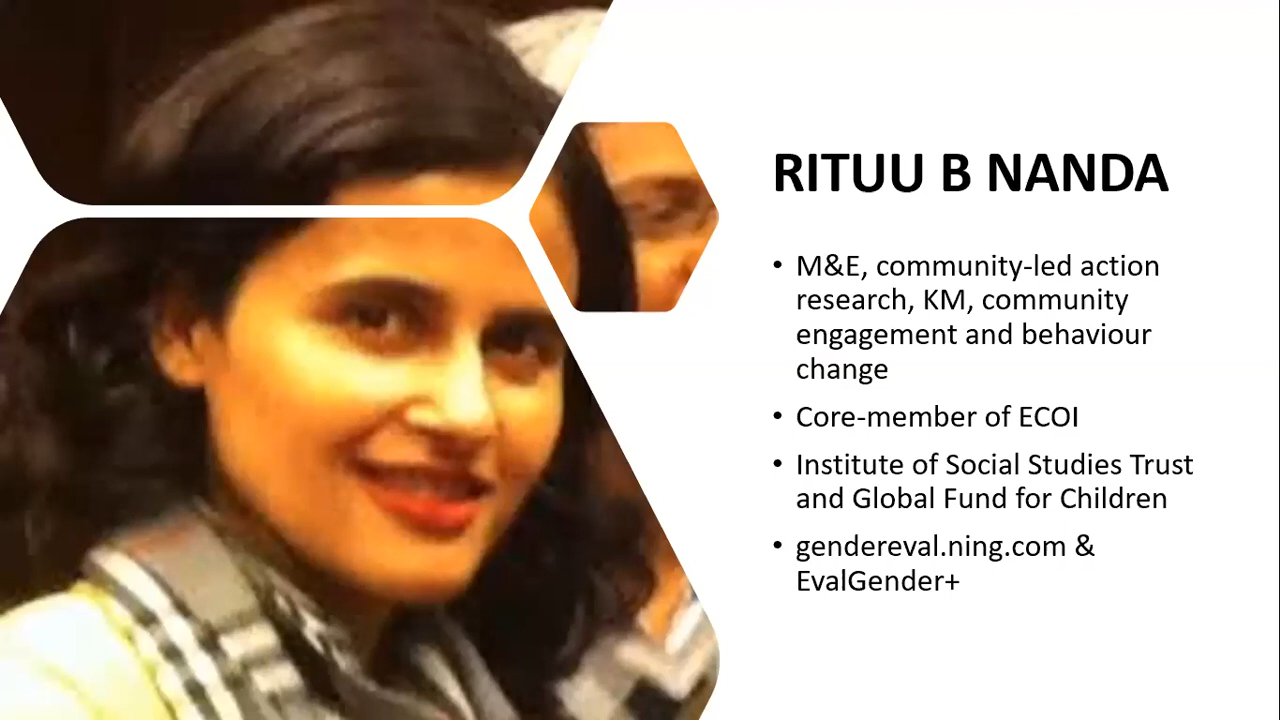 RITUU B NANDA
• M&E, community-led action
research, KM, community
engagement and behaviour
change
• Core-member of ECOI
• Institute of Social Studies Trust
and Global Fund for Children
• gendereval.ning.com &
EvalGender+